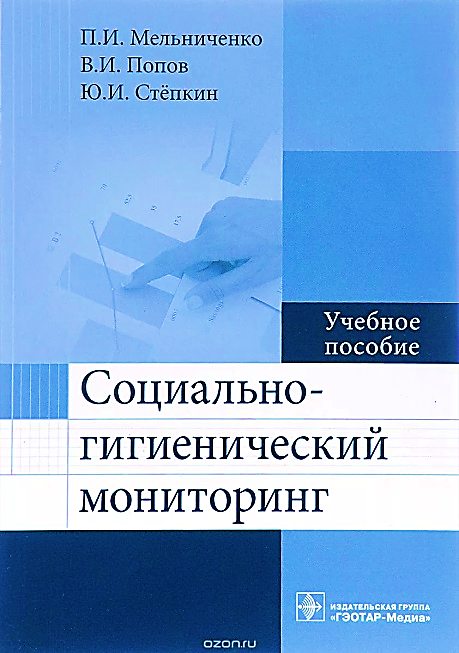 П.И. Мельниченко
В.И. Попов
Ю.И. Стёпкин
Учебное
пособие
Социально-
гигиенический
мониторинг
ИЗДАТЕЛЬСКАЯ ГРУППА
«ГЭОТАР-Медиа»
ozon.ru